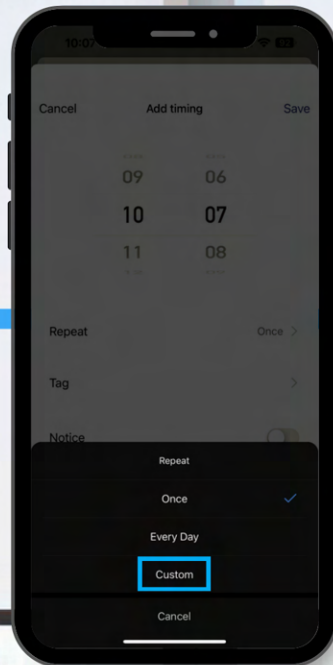 10:07
Cancel Add timing Save
09 06
10 07
11 08
Repeat Once >
Tag >
Notice
Repeat
Once
Every Day
Custom
Cancel